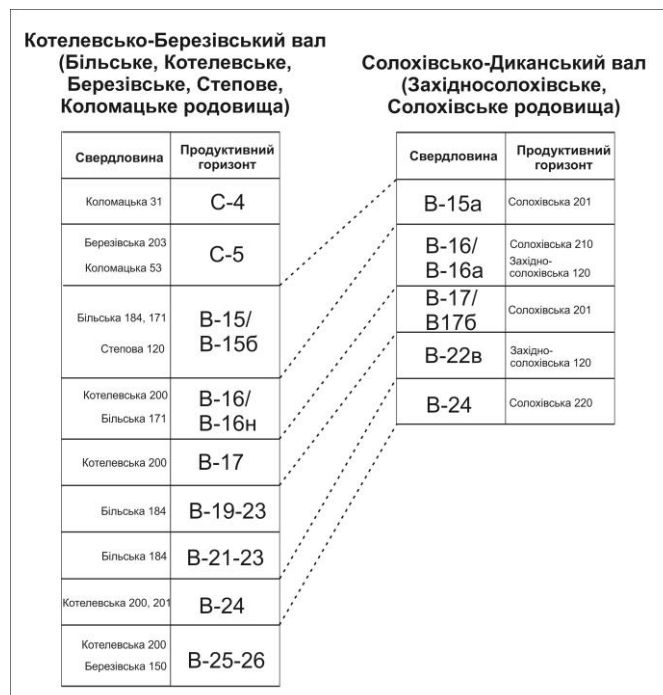 Котелевсько-Березівський вал
(Більське, Котелевське,
Березівське, Степове,
Коломацьке родовища)
Свердловина
Продуктивний
горизонт
Коломацька 31
С-4
Березівська 203
Коломацька 53
С-5
Більська 184, 171
Степова 120
В-15/
В-15б
Котелевська 200
Більська 171
В-16/
В-16н
Котелевська 200
В-17
Більська 184
В-19-23
Більська 184
В-21-23
Котелевська 200, 201
В-24
Котелевська 200
Березівська 150
В-25-26
Солохівсько-Диканський вал
(Західносолохівське,
Солохівське родовища)
Свердловина
Продуктивний
горизонт
В-15а
Солохівська 201
В-16/
В-16а
Солохівська 210
Західно-
солохівська 120
В-17/
В17б
Солохівська 201
В-22в
Західно-
солохівська 120
В-24
Солохівська 220